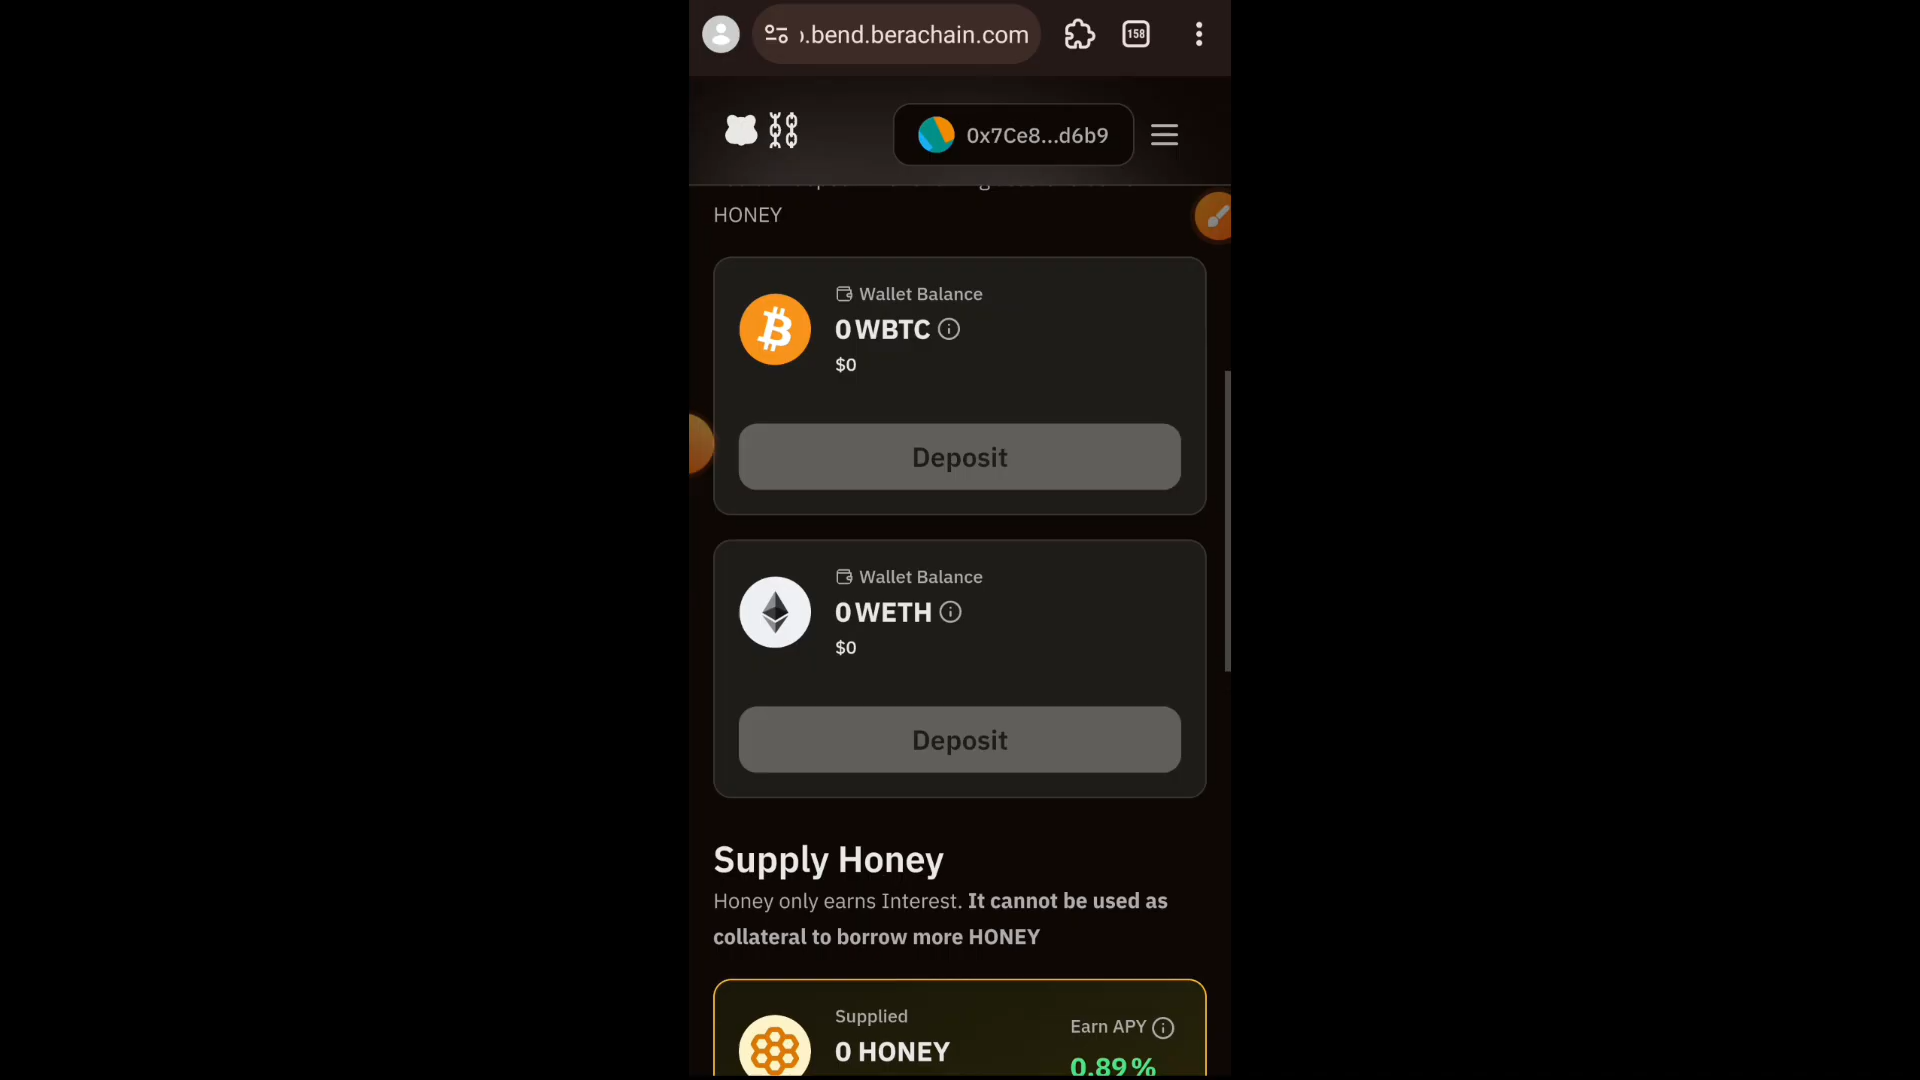 .bend.berachain.com
158
0x7Ce8...d6b9
HONEY
Wallet Balance
0 WBTC
$0
Deposit
Wallet Balance
0 WETH
$0
Deposit
Supply Honey
Honey only earns Interest. It cannot be used as
collateral to borrow more HONEY
Supplied
Earn APY
0 HONEY
0.89%